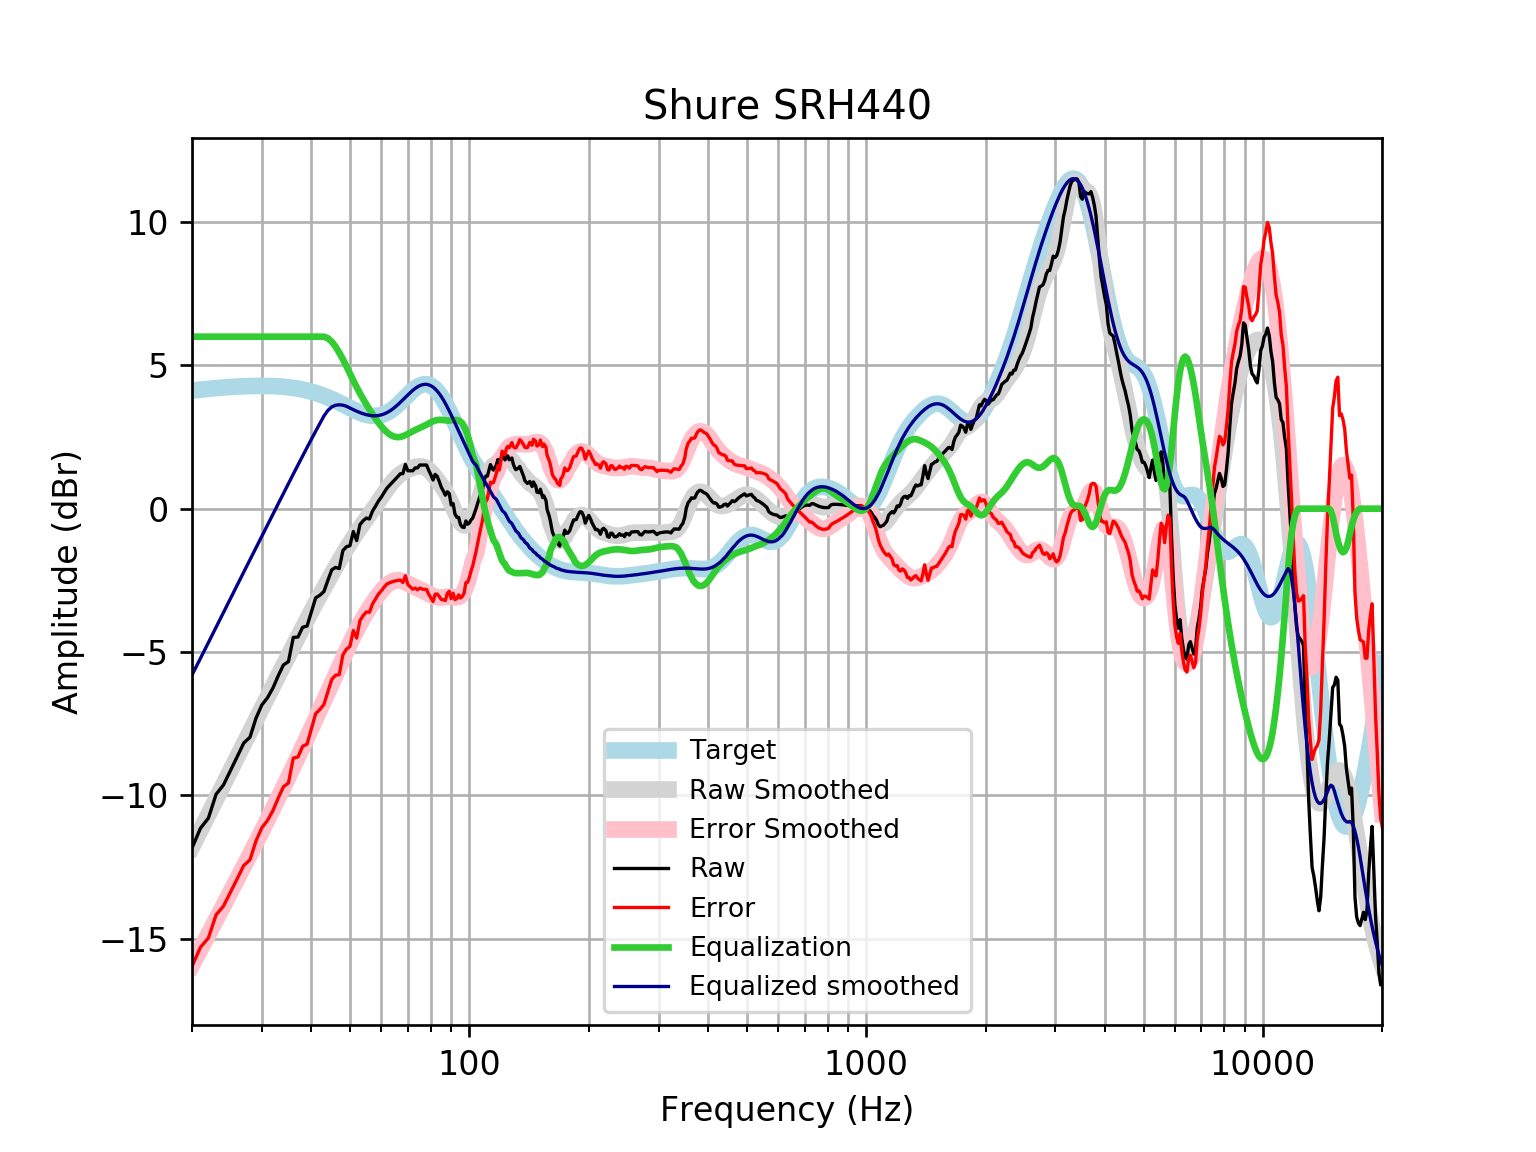 Shure SRH440
Amplitude (dBr)
10
5
0
−5
−10
−15
Target
Raw Smoothed
Error Smoothed
Raw
Error
Equalization
Equalized smoothed
100
1000
10000
Frequency (Hz)